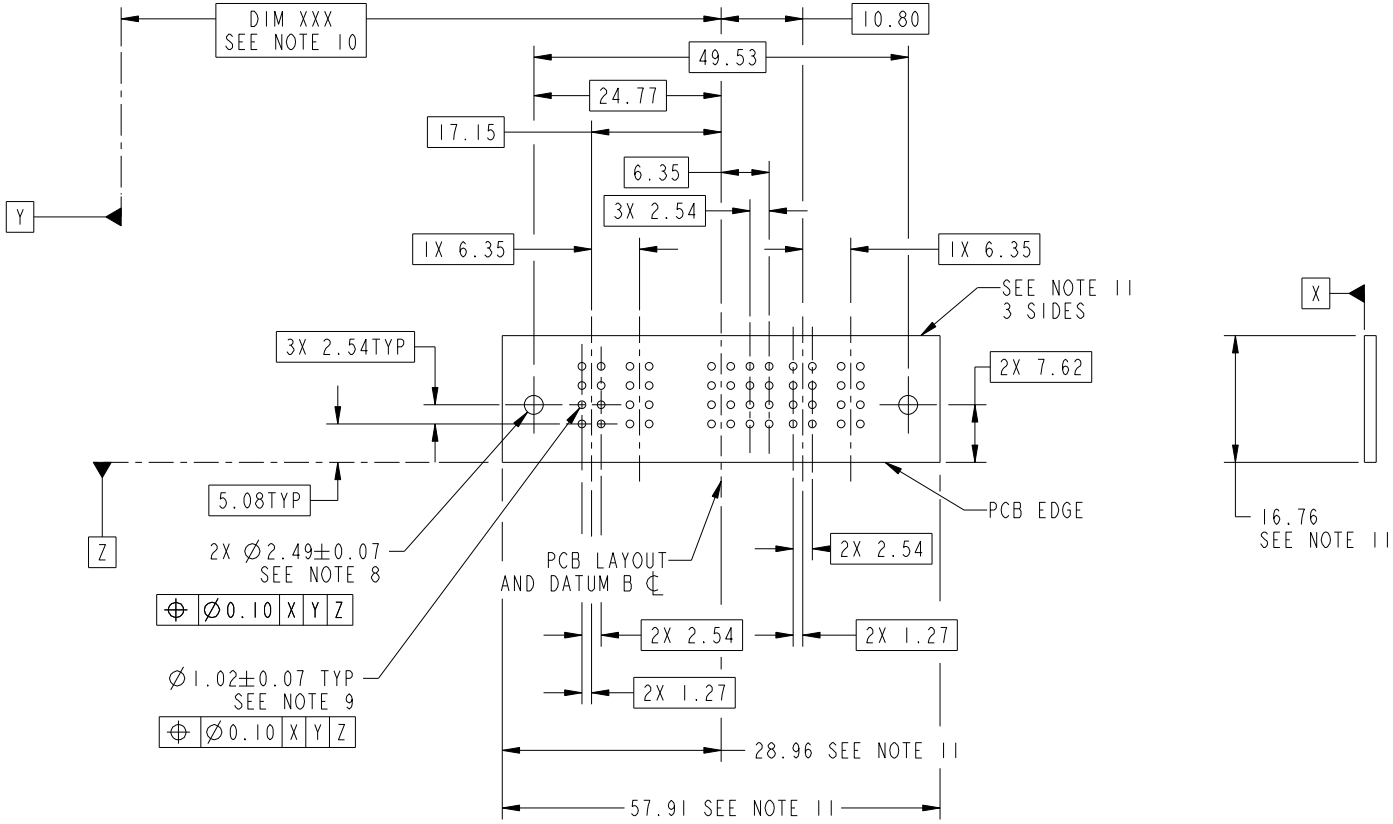 DIM XXX
SEE NOTE 10
10.80
49.53
24.77
17.15
6.35
Y
3X 2.54
1X 6.35
1X 6.35
SEE NOTE 11
3 SIDES
X
3X 2.54TYP
2X 7.62
5.08TYP
PCB EDGE
16.76
SEE NOTE 11
Z
2X Ø2.49±0.07
SEE NOTE 8
PCB LAYOUT
AND DATUM B ℄
2X 2.54
⌖ Ø0.10 X Y Z
2X 2.54
2X 1.27
Ø1.02±0.07 TYP
SEE NOTE 9
2X 1.27
⌖ Ø0.10 X Y Z
28.96 SEE NOTE 11
57.91 SEE NOTE 11